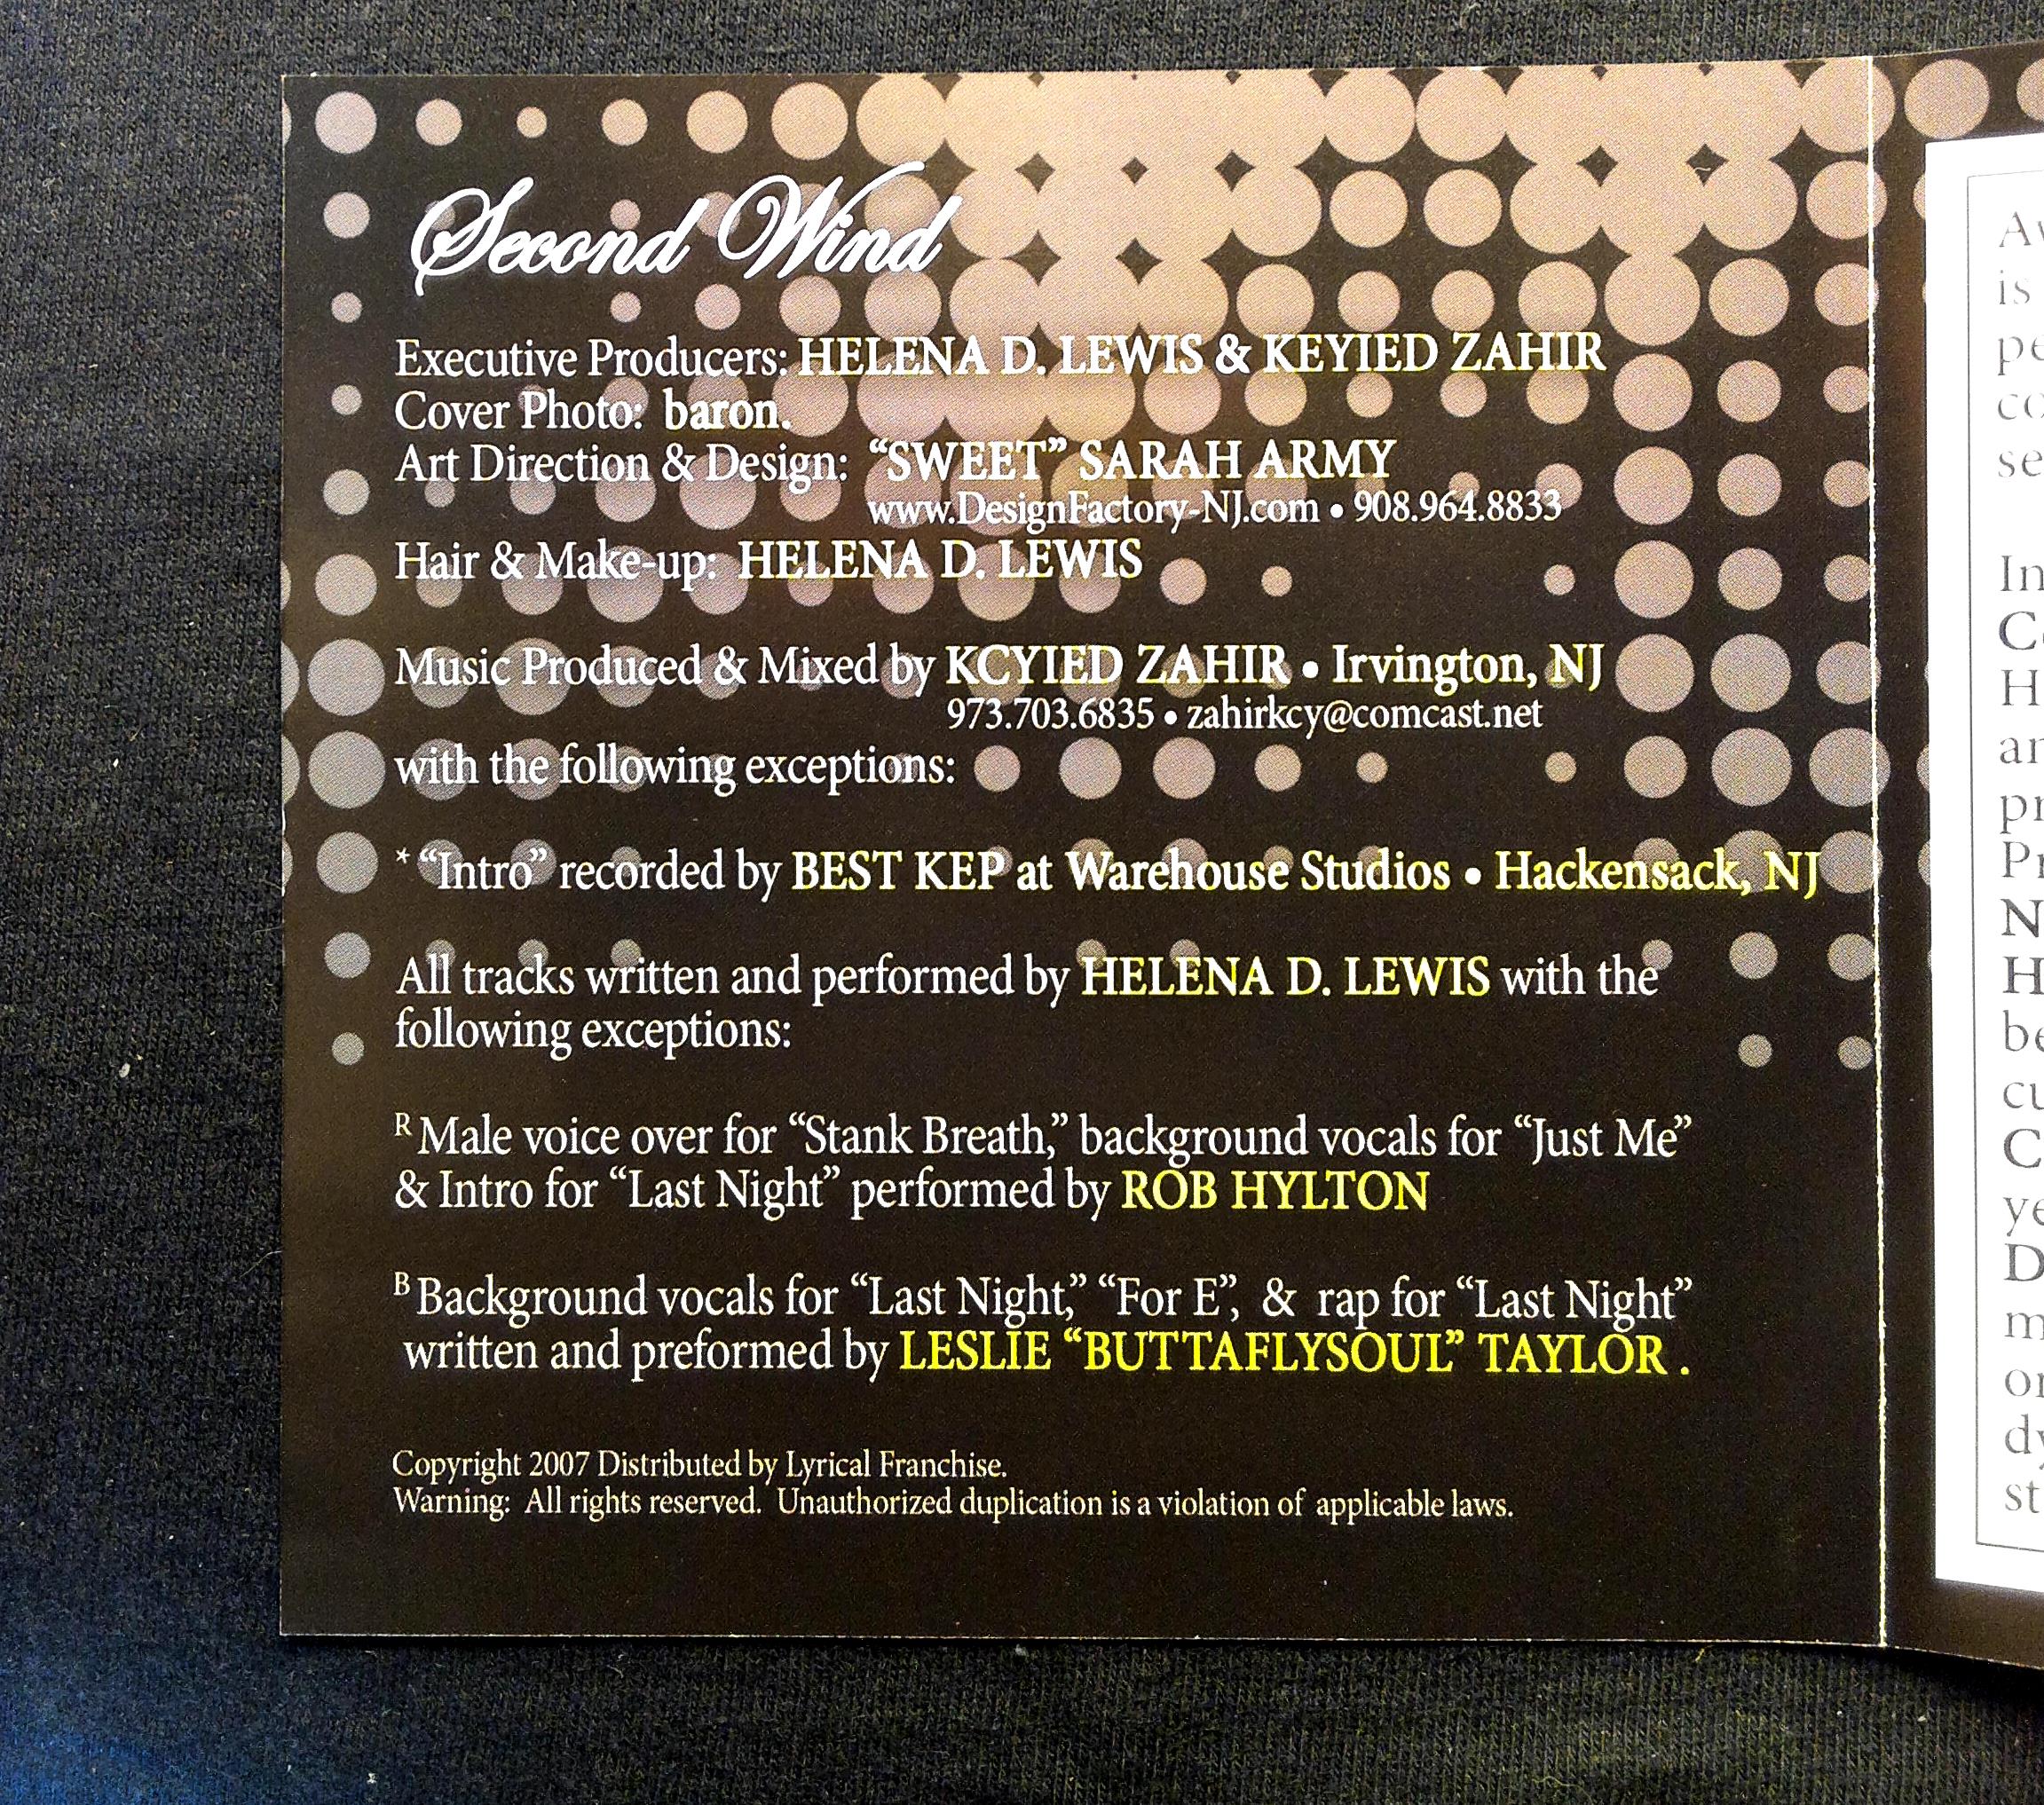 Second Wind
Executive Producers: HELENA D. LEWIS & KEYIED ZAHIR
Cover Photo: baron.
Art Direction & Design: “SWEET” SARAH ARMY
www.DesignFactory-NJ.com • 908.964.8833
Hair & Make-up: HELENA D. LEWIS
Music Produced & Mixed by KCYIED ZAHIR • Irvington, NJ
973.703.6835 • zahirkcy@comcast.net
with the following exceptions:
* “Intro” recorded by BEST KEP at Warehouse Studios • Hackensack, NJ
All tracks written and performed by HELENA D. LEWIS with the
following exceptions:
R Male voice over for “Stank Breath,” background vocals for “Just Me”
& Intro for “Last Night” performed by ROB HYLTON
B Background vocals for “Last Night,” “For E”, & rap for “Last Night”
written and preformed by LESLIE “BUTTAFLYSOUL” TAYLOR .
Copyright 2007 Distributed by Lyrical Franchise.
Warning: All rights reserved. Unauthorized duplication is a violation of applicable laws.
is